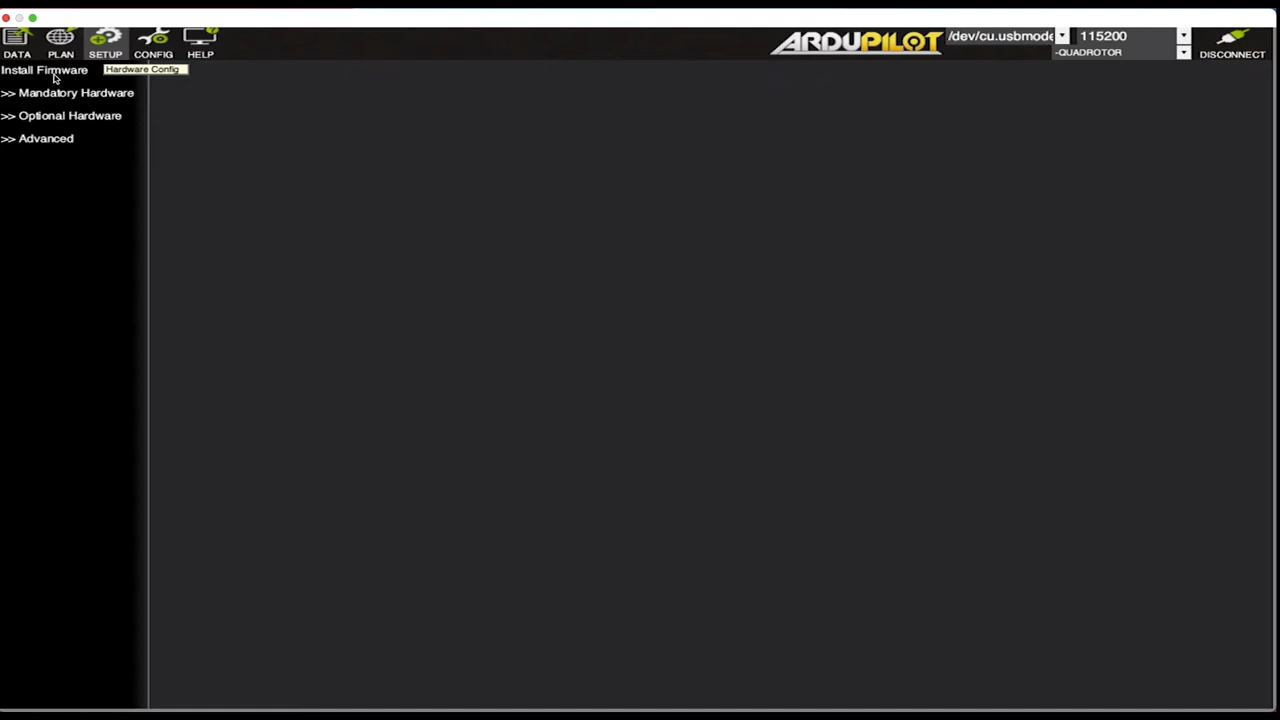 DATA PLAN SETUP CONFIG HELP
ARDUPILOT
/dev/cu.usbmode 115200
-QUADROTOR
DISCONNECT
Install Firmware
Hardware Config
>> Mandatory Hardware
>> Optional Hardware
>> Advanced